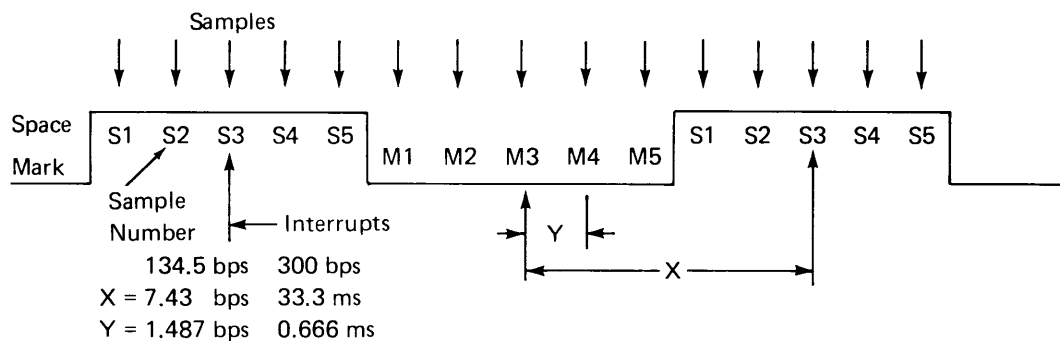 Samples
Space S1 S2 S3 S4 S5 S1 S2 S3 S4 S5
Mark M1 M2 M3 M4 M5
Sample
Number
Interrupts
Y
X
134.5 bps 300 bps
X = 7.43 bps 33.3 ms
Y = 1.487 bps 0.666 ms